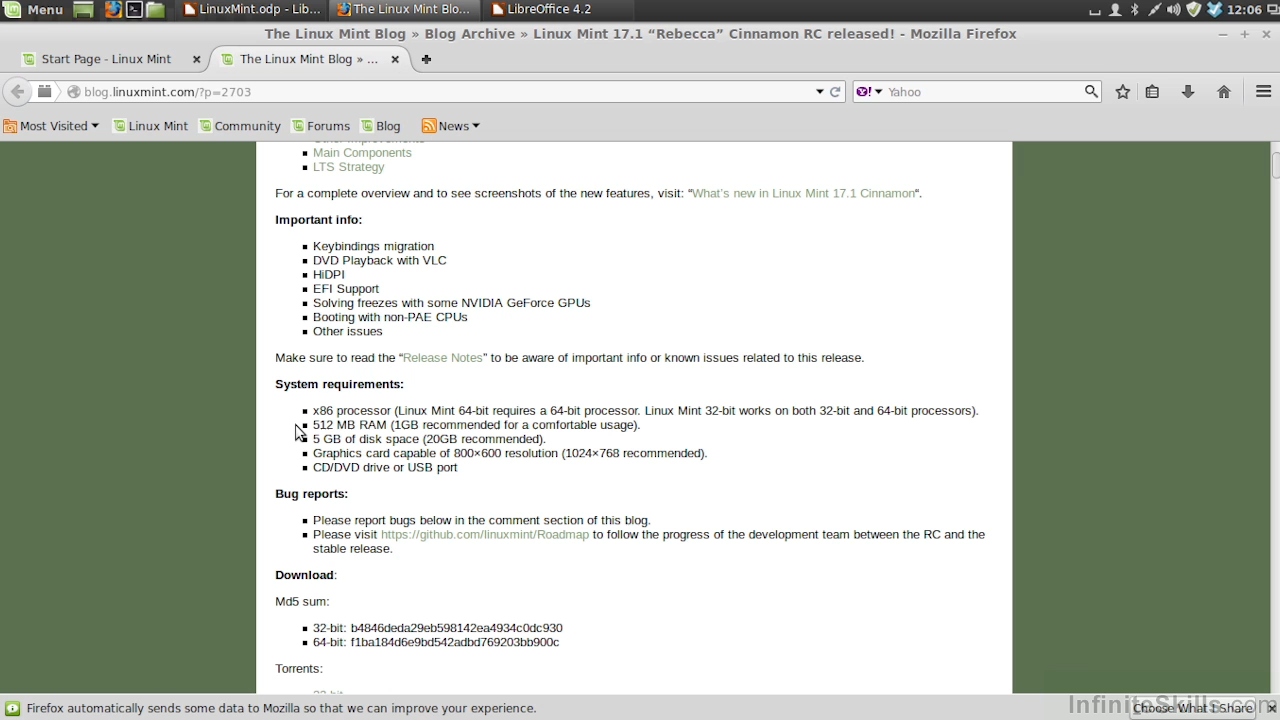 Menu LinuxMint.odp - Lib... The Linux Mint Blo... LibreOffice 4.2 12:06
The Linux Mint Blog » Blog Archive » Linux Mint 17.1 “Rebecca” Cinnamon RC released! - Mozilla Firefox
Start Page - Linux Mint The Linux Mint Blog » ...
blog.linuxmint.com/?p=2703 Yahoo
Most Visited Linux Mint Community Forums Blog News
Main Components
LTS Strategy
For a complete overview and to see screenshots of the new features, visit: “What’s new in Linux Mint 17.1 Cinnamon“.
Important info:
Keybindings migration
DVD Playback with VLC
HiDPI
EFI Support
Solving freezes with some NVIDIA GeForce GPUs
Booting with non-PAE CPUs
Other issues
Make sure to read the “Release Notes” to be aware of important info or known issues related to this release.
System requirements:
x86 processor (Linux Mint 64-bit requires a 64-bit processor. Linux Mint 32-bit works on both 32-bit and 64-bit processors).
512 MB RAM (1GB recommended for a comfortable usage).
5 GB of disk space (20GB recommended).
Graphics card capable of 800×600 resolution (1024×768 recommended).
CD/DVD drive or USB port
Bug reports:
Please report bugs below in the comment section of this blog.
Please visit https://github.com/linuxmint/Roadmap to follow the progress of the development team between the RC and the
stable release.
Download:
Md5 sum:
32-bit: b4846deda29eb598142ea4934c0dc930
64-bit: f1ba184d6e9bd542adbd769203bb900c
Torrents:
Firefox automatically sends some data to Mozilla so that we can improve your experience. Choose What I Share
InfiniteSkills.com